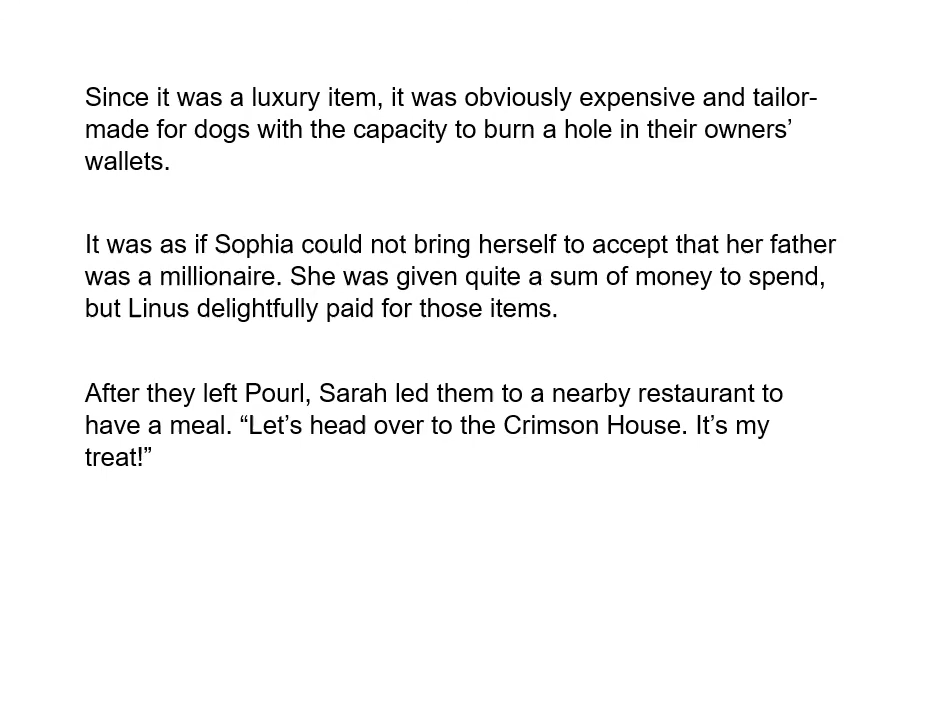 Since it was a luxury item, it was obviously expensive and tailor-
made for dogs with the capacity to burn a hole in their owners’
wallets.
It was as if Sophia could not bring herself to accept that her father
was a millionaire. She was given quite a sum of money to spend,
but Linus delightfully paid for those items.
After they left Pourl, Sarah led them to a nearby restaurant to
have a meal. “Let’s head over to the Crimson House. It’s my
treat!”